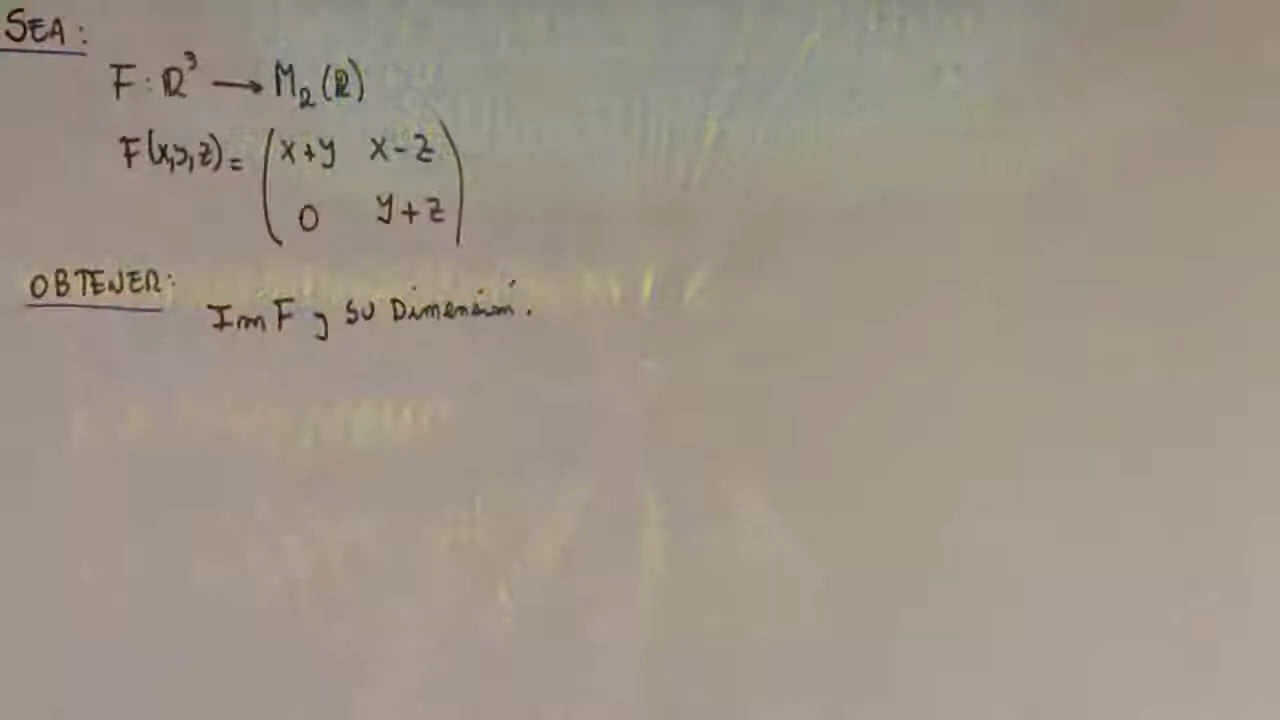 SEA:
F: ℝ³ → M₂(ℝ)
F(x,y,z) = ( x+y x-z
0 y+z )
OBTENER:
Im F y su Dimensión.